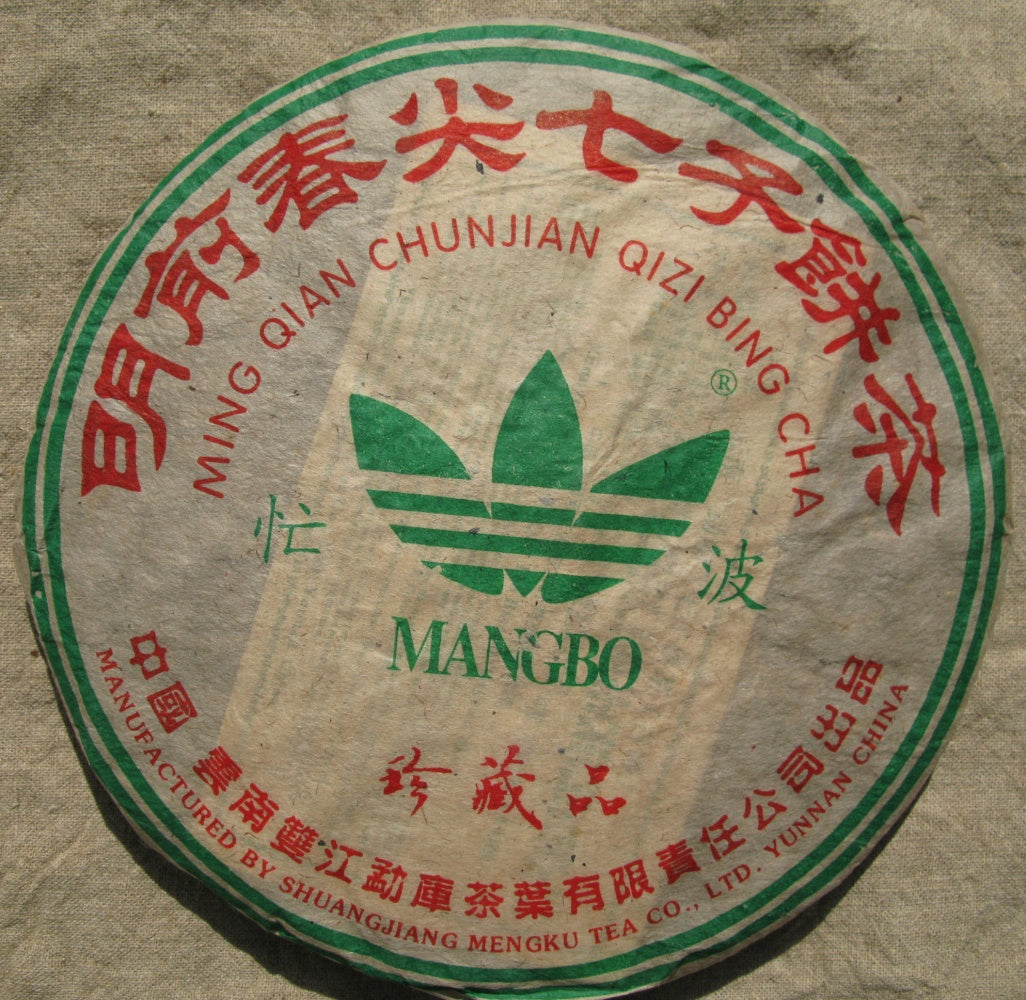 明前春尖七子餅茶
MING QIAN CHUNJIAN QIZI BING CHA
®
忙波
MANGBO
珍藏品
中國 雲南雙江勐庫茶葉有限責任公司出品
MANUFACTURED BY SHUANGJIANG MENGKU TEA CO., LTD. YUNNAN CHINA